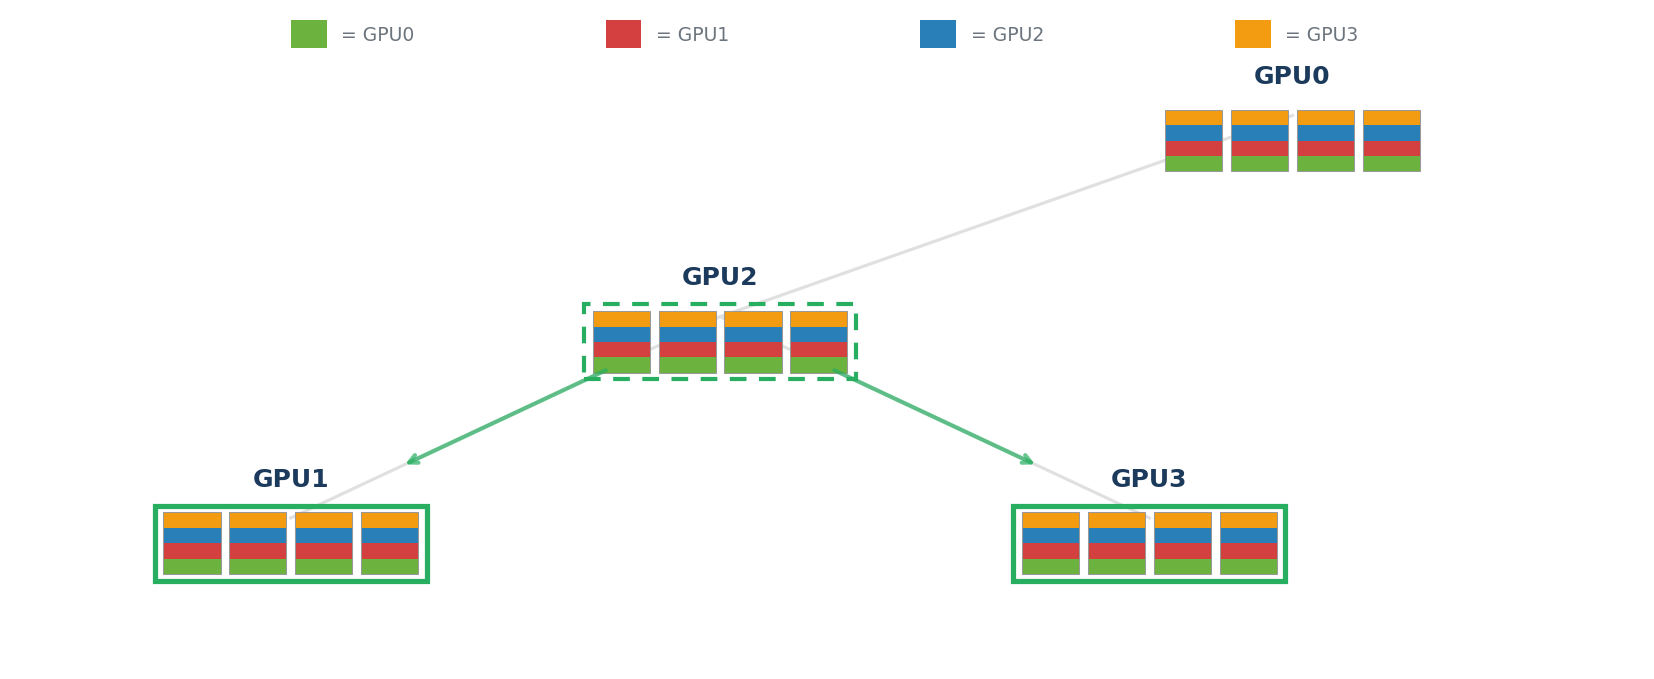 = GPU0
= GPU1
= GPU2
= GPU3
GPU0
GPU2
GPU1
GPU3